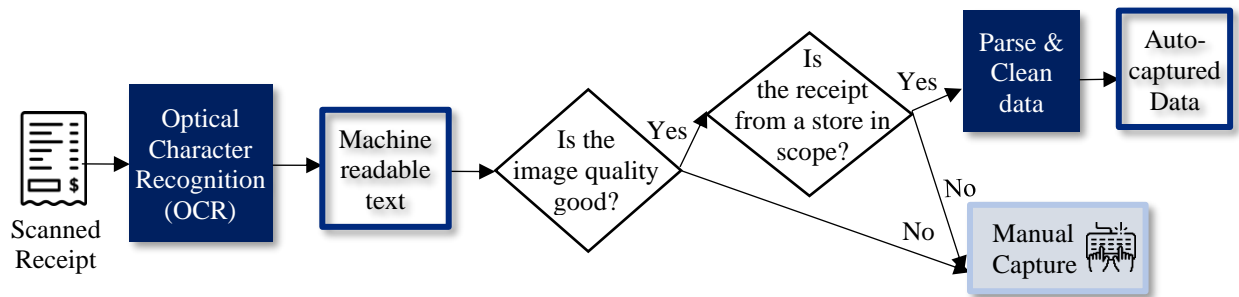 $
Scanned
Receipt
Optical
Character
Recognition
(OCR)
Machine
readable
text
Is the
image quality
good?
Yes
No
Is
the receipt
from a store in
scope?
Yes
No
Parse &
Clean
data
Auto-
captured
Data
Manual
Capture